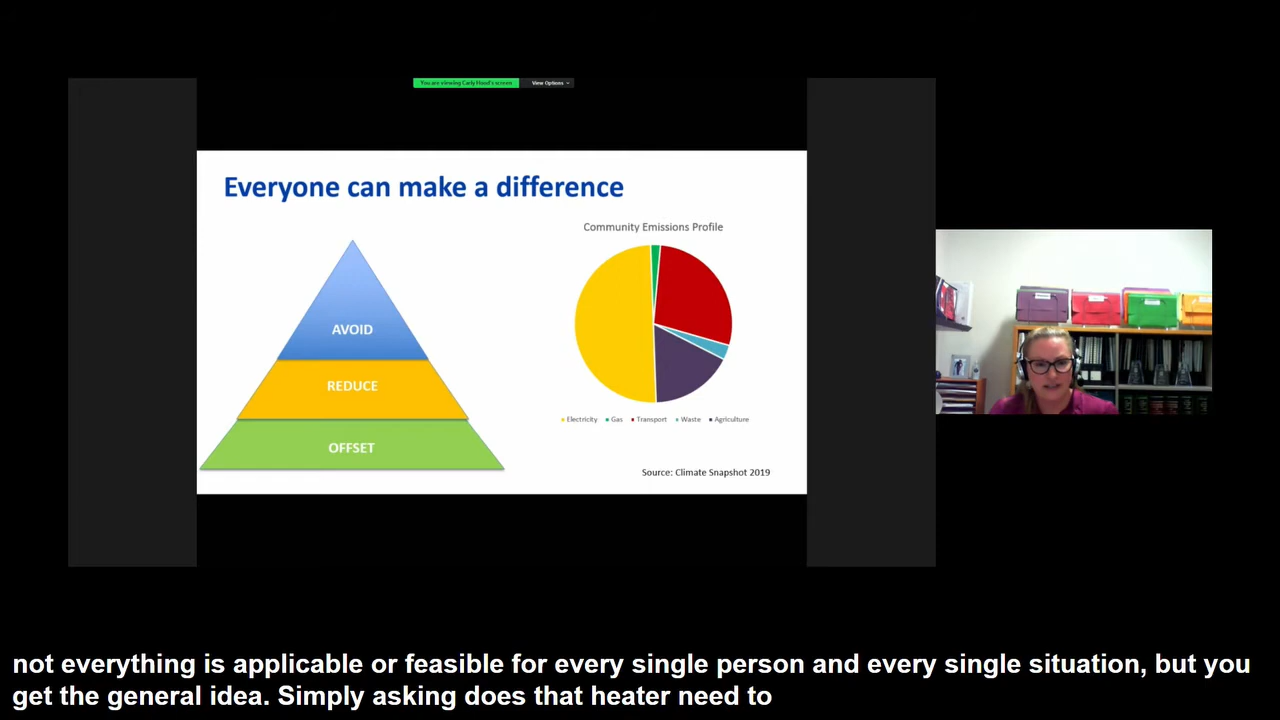 You are viewing Carly Hood's screen View Options
Everyone can make a difference
Community Emissions Profile
AVOID
REDUCE
OFFSET
Electricity Gas Transport Waste Agriculture
Source: Climate Snapshot 2019
not everything is applicable or feasible for every single person and every single situation, but you
get the general idea. Simply asking does that heater need to